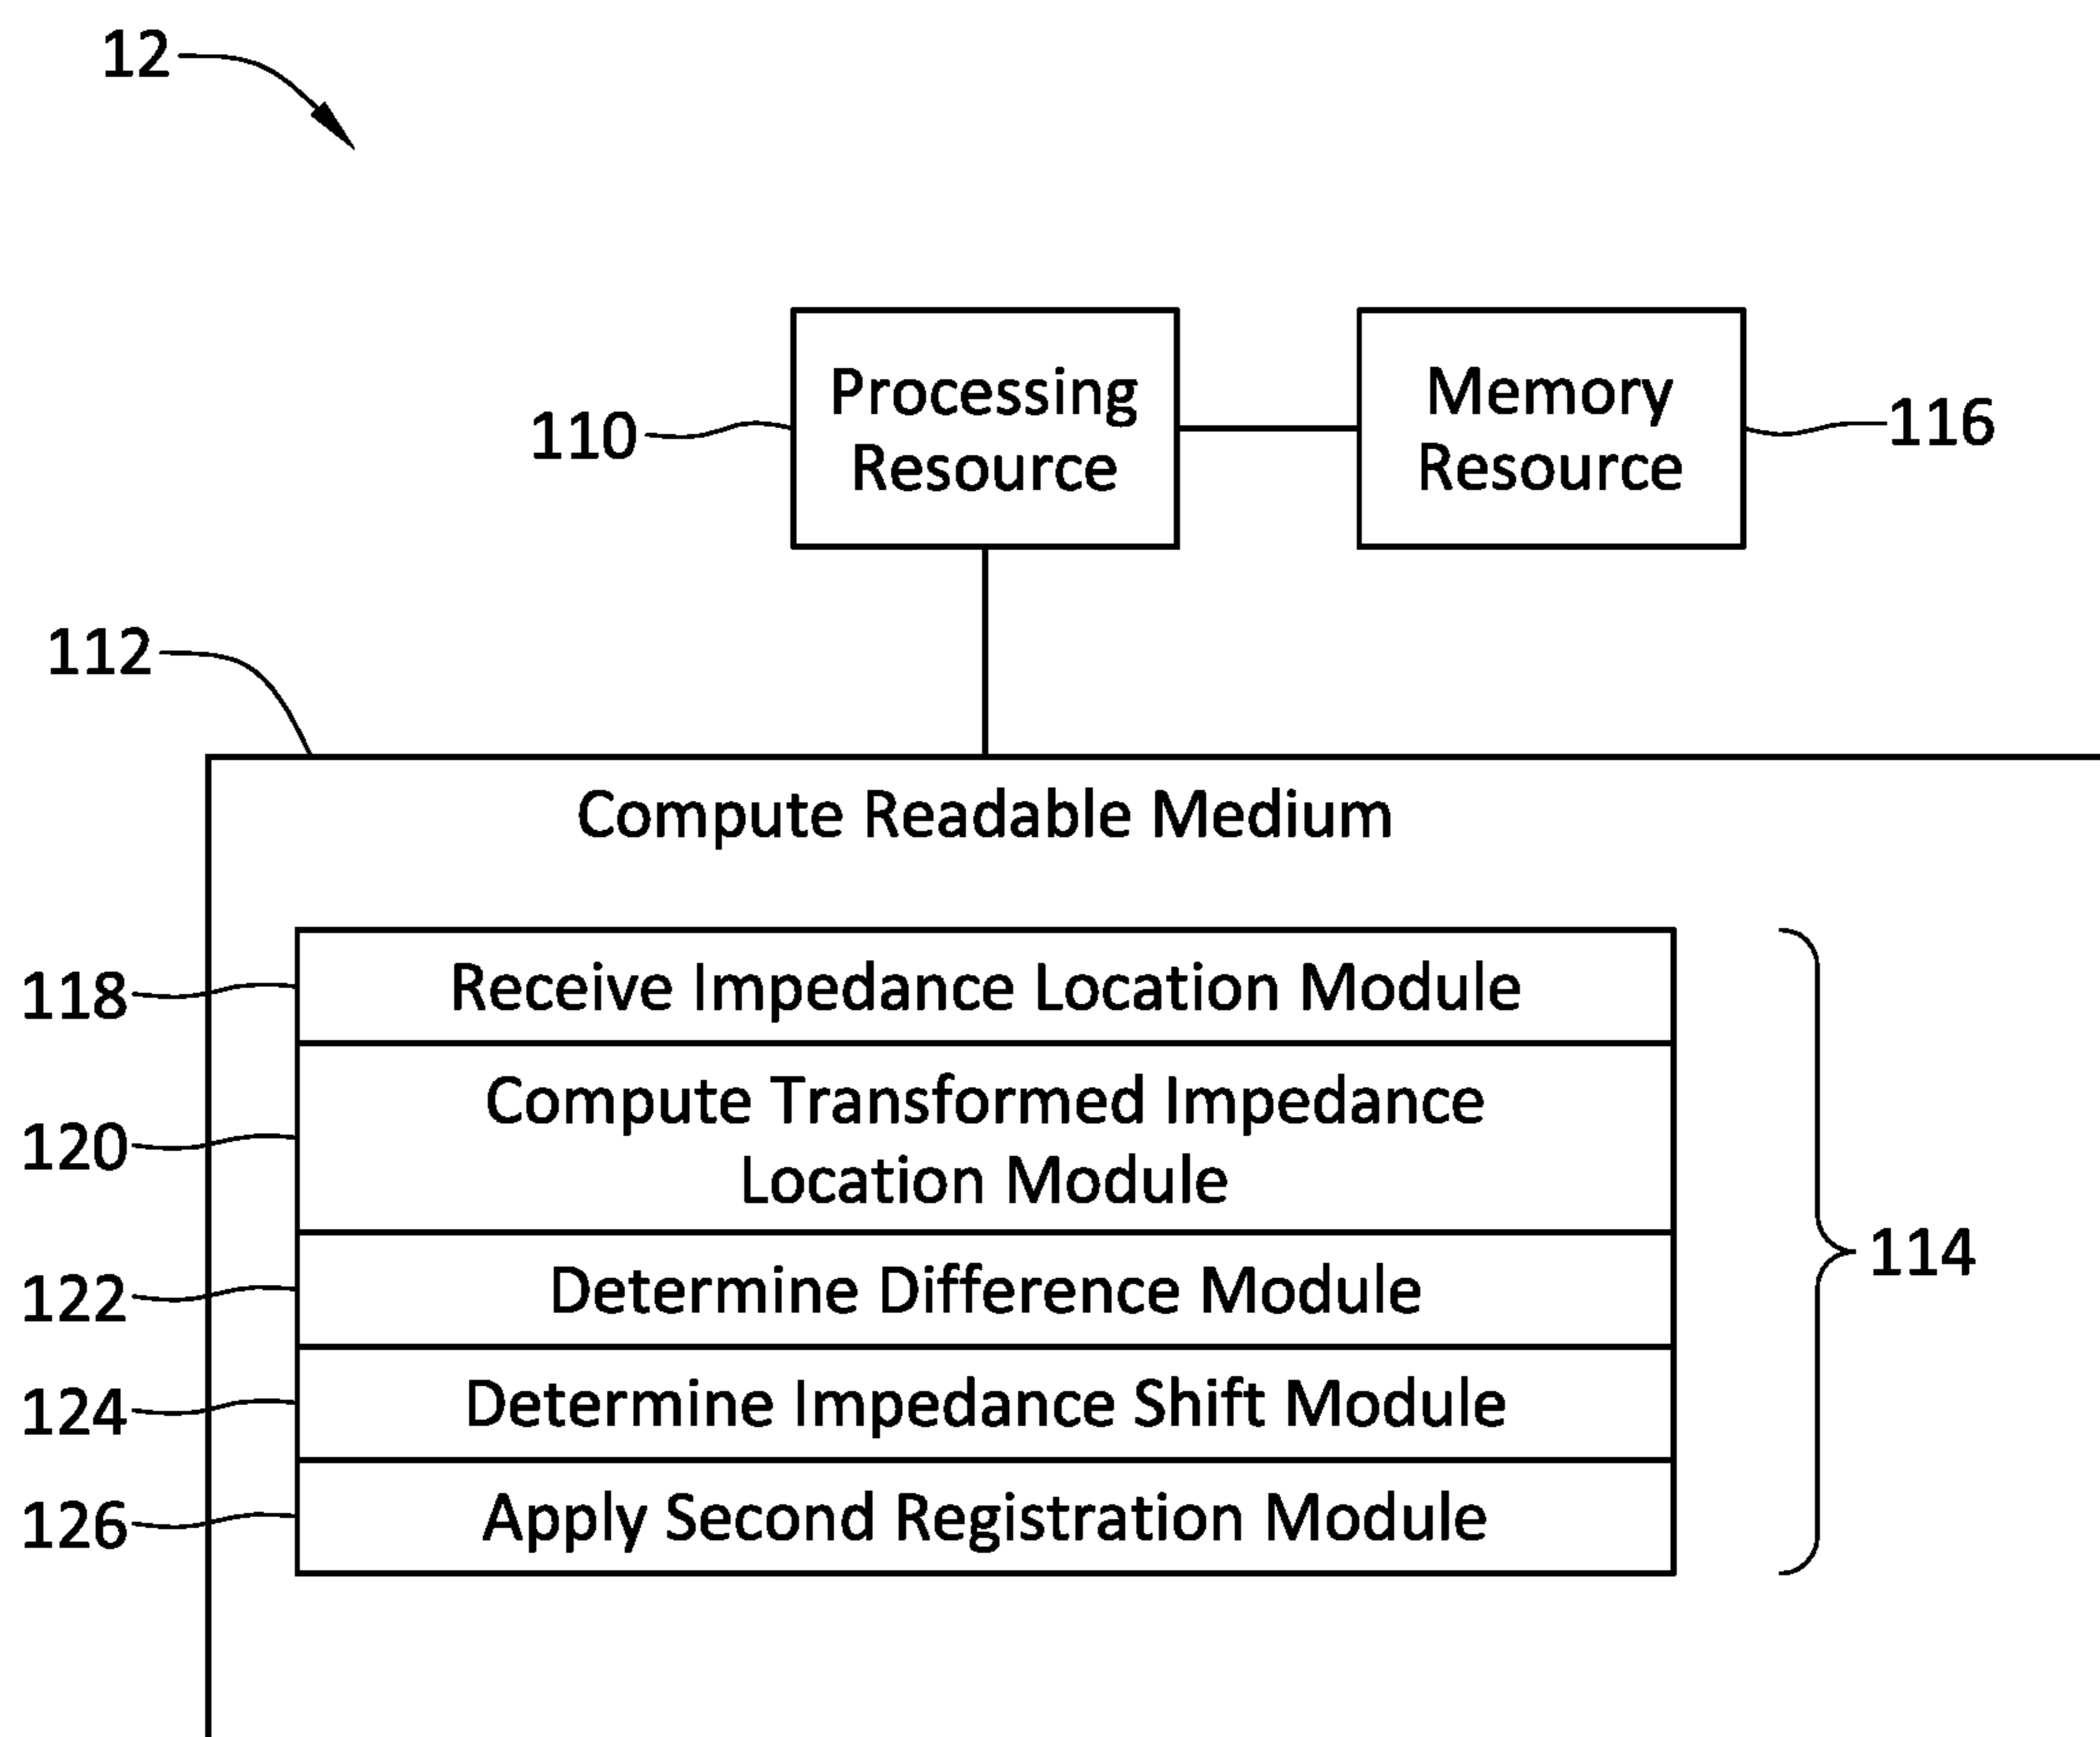 12
Processing
Resource
110
Memory
Resource
116
112
Compute Readable Medium
118
Receive Impedance Location Module
120
Compute Transformed Impedance
Location Module
122
Determine Difference Module
124
Determine Impedance Shift Module
126
Apply Second Registration Module
114